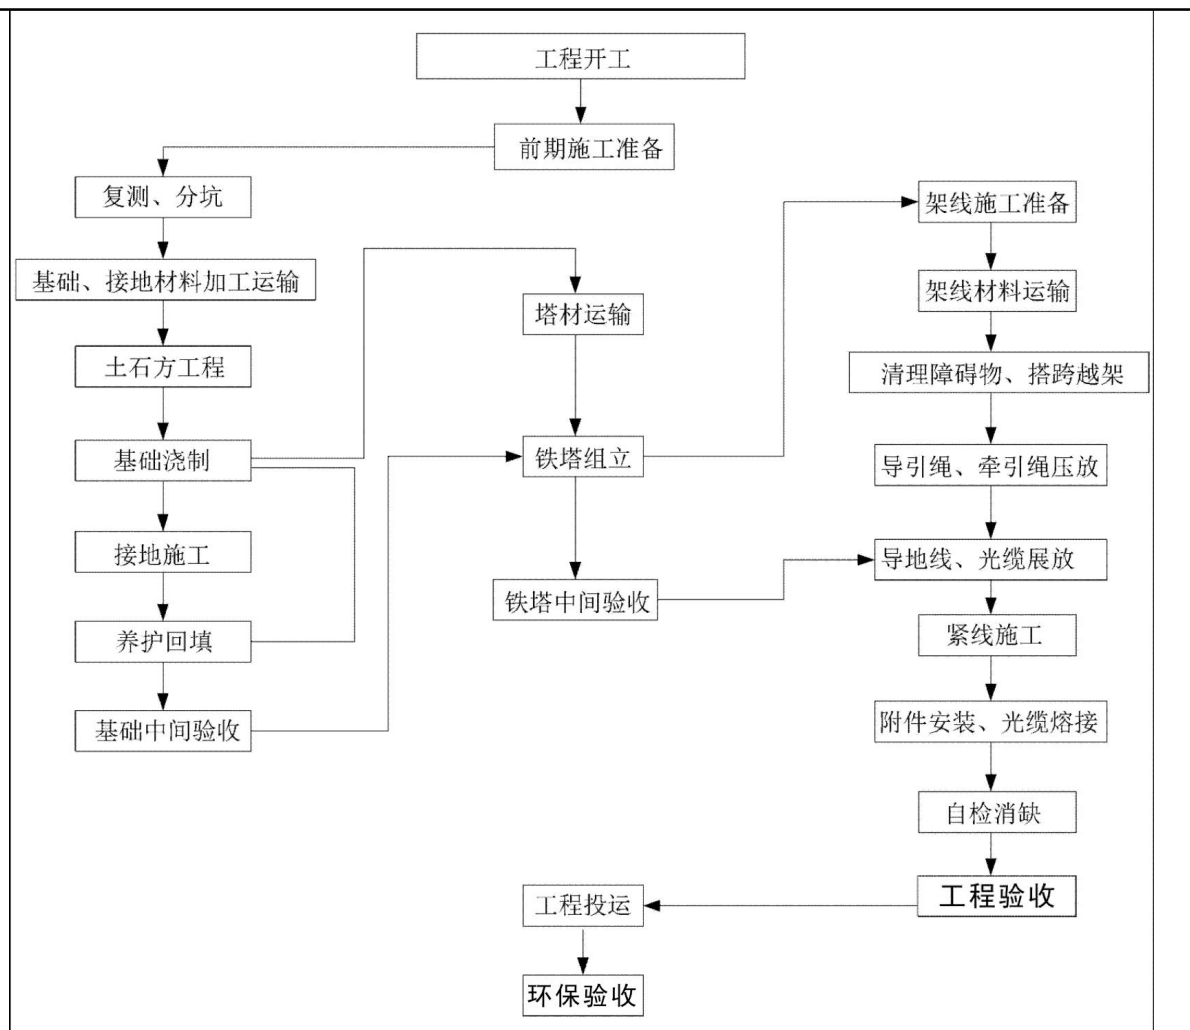 工程开工
前期施工准备
复测、分坑
基础、接地材料加工运输
土石方工程
基础浇制
接地施工
养护回填
基础中间验收
塔材运输
铁塔组立
铁塔中间验收
架线施工准备
架线材料运输
清理障碍物、搭跨越架
导引绳、牵引绳压放
导地线、光缆展放
紧线施工
附件安装、光缆熔接
自检消缺
工程验收
工程投运
环保验收